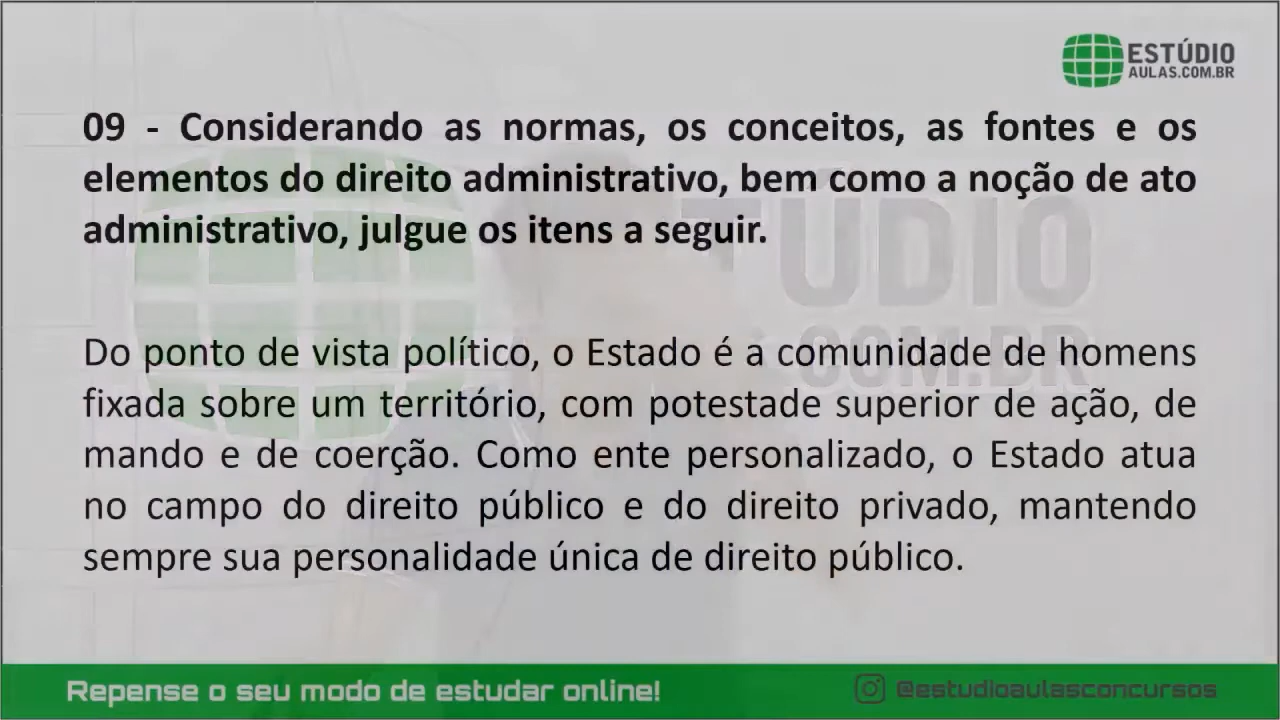 ESTÚDIO
AULAS.COM.BR
09 - Considerando as normas, os conceitos, as fontes e os
elementos do direito administrativo, bem como a noção de ato
administrativo, julgue os itens a seguir.
Do ponto de vista político, o Estado é a comunidade de homens
fixada sobre um território, com potestade superior de ação, de
mando e de coerção. Como ente personalizado, o Estado atua
no campo do direito público e do direito privado, mantendo
sempre sua personalidade única de direito público.
TÚDIO
.COM.BR
Repense o seu modo de estudar online!
@estudioaulasconcursos